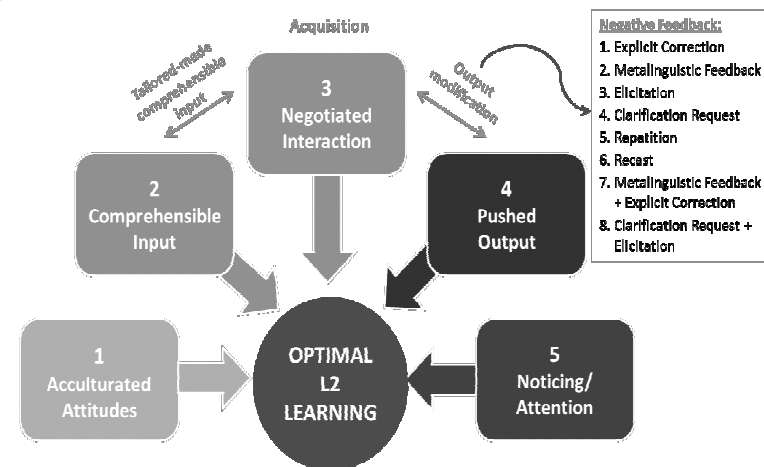 Acquisition
Tailored-made
comprehensible
input
3
Negotiated
Interaction
Output
modification
2
Comprehensible
Input
4
Pushed
Output
1
Acculturated
Attitudes
OPTIMAL
L2
LEARNING
5
Noticing/
Attention
Negative Feedback:
1. Explicit Correction
2. Metalinguistic Feedback
3. Elicitation
4. Clarification Request
5. Repetition
6. Recast
7. Metalinguistic Feedback
+ Explicit Correction
8. Clarification Request +
Elicitation